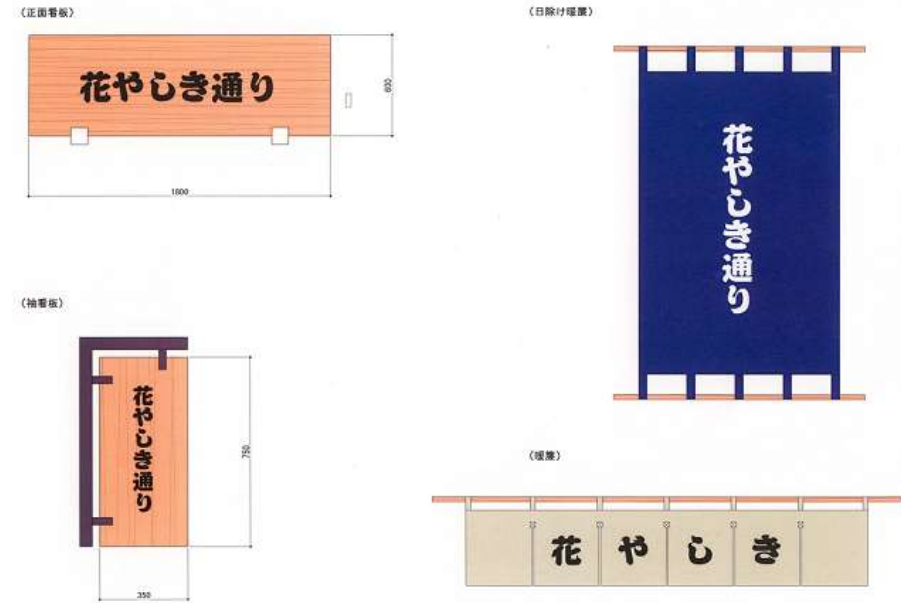 （正面看板）
花やしき通り
600
1800
（日除け暖簾）
花やしき通り
（袖看板）
花やしき通り
750
350
（暖簾）
花やしき